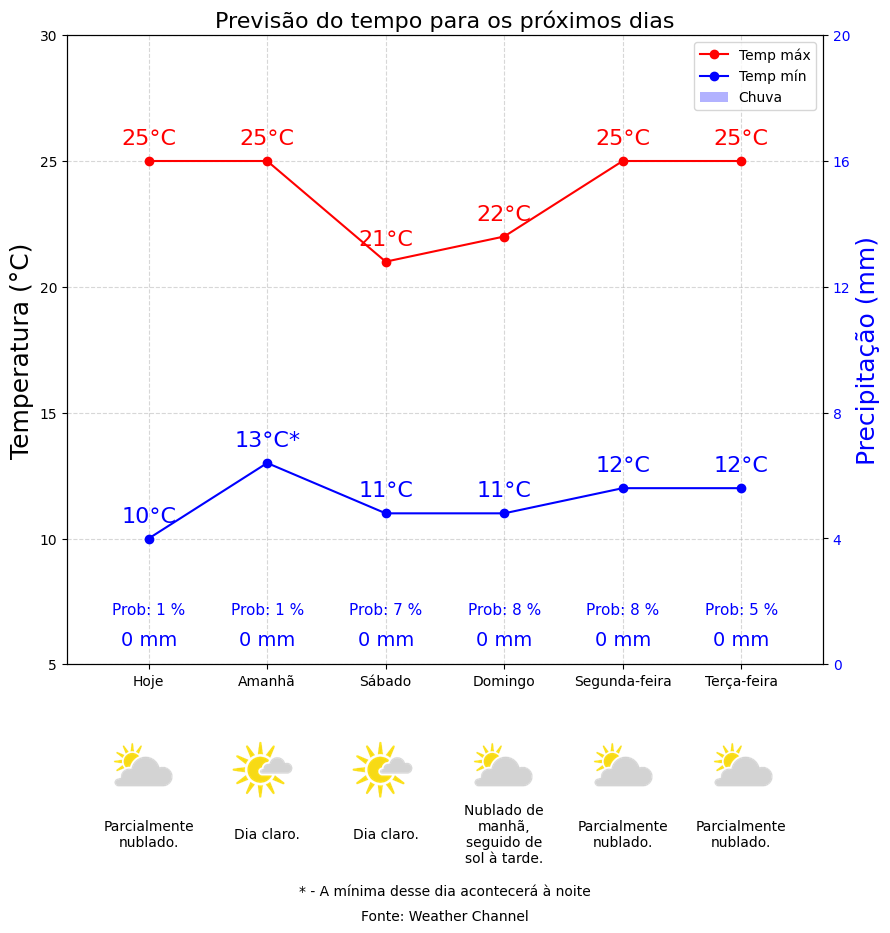 Previsão do tempo para os próximos dias
30
25
20
15
10
5
Temperatura (°C)
20
16
12
8
4
0
Precipitação (mm)
Temp máx
Temp mín
Chuva
25°C 25°C 21°C 22°C 25°C 25°C
10°C 13°C* 11°C 11°C 12°C 12°C
Prob: 1 % Prob: 1 % Prob: 7 % Prob: 8 % Prob: 8 % Prob: 5 %
0 mm 0 mm 0 mm 0 mm 0 mm 0 mm
Hoje Amanhã Sábado Domingo Segunda-feira Terça-feira
Parcialmente
nublado.
Dia claro.
Dia claro.
Nublado de
manhã,
seguido de
sol à tarde.
Parcialmente
nublado.
Parcialmente
nublado.
* - A mínima desse dia acontecerá à noite
Fonte: Weather Channel